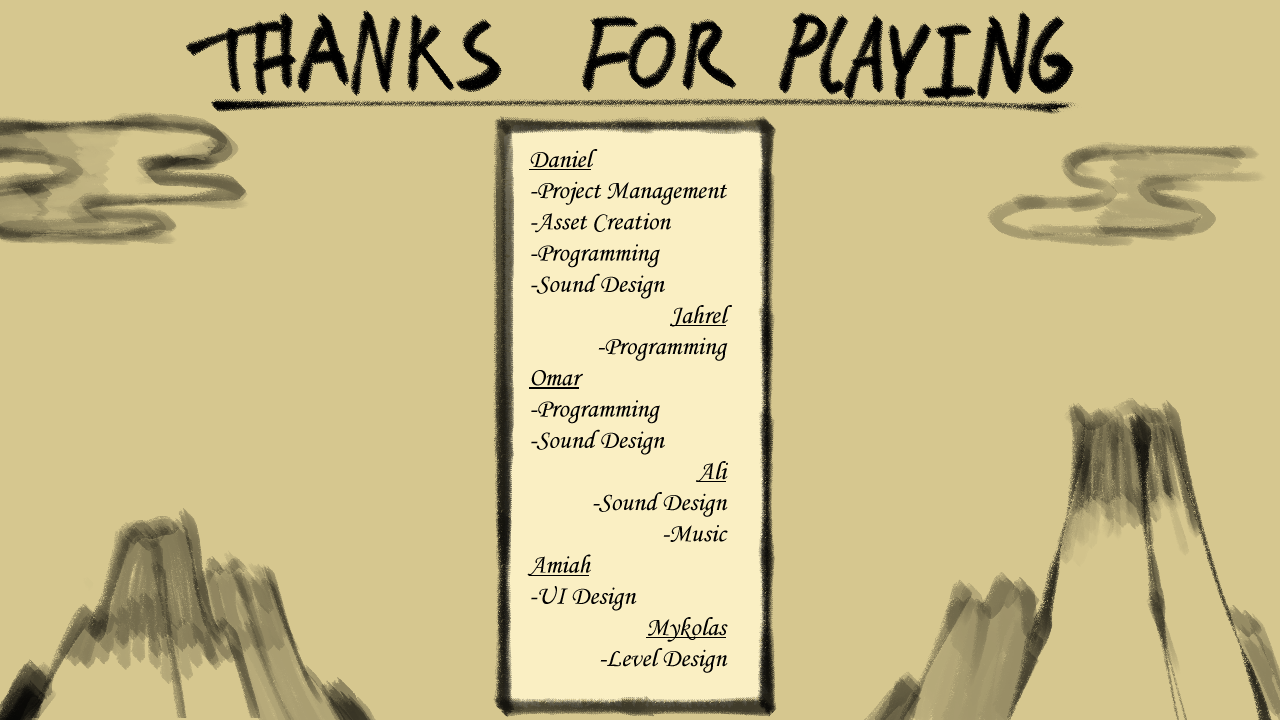 THANKS FOR PLAYING
Daniel
-Project Management
-Asset Creation
-Programming
-Sound Design
Jahrel
-Programming
Omar
-Programming
-Sound Design
Ali
-Sound Design
-Music
Amiah
-UI Design
Mykolas
-Level Design